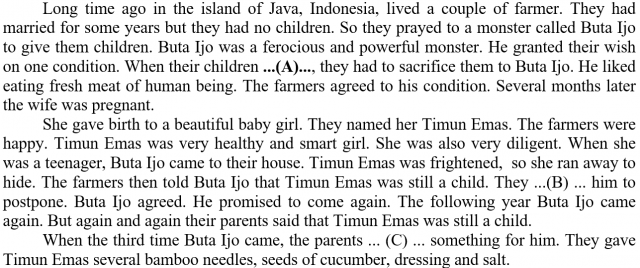 Long time ago in the island of Java, Indonesia, lived a couple of farmer. They had
married for some years but they had no children. So they prayed to a monster called Buta Ijo
to give them children. Buta Ijo was a ferocious and powerful monster. He granted their wish
on one condition. When their children ...(A)..., they had to sacrifice them to Buta Ijo. He liked
eating fresh meat of human being. The farmers agreed to his condition. Several months later
the wife was pregnant.
She gave birth to a beautiful baby girl. They named her Timun Emas. The farmers were
happy. Timun Emas was very healthy and smart girl. She was also very diligent. When she
was a teenager, Buta Ijo came to their house. Timun Emas was frightened, so she ran away to
hide. The farmers then told Buta Ijo that Timun Emas was still a child. They ...(B) ... him to
postpone. Buta Ijo agreed. He promised to come again. The following year Buta Ijo came
again. But again and again their parents said that Timun Emas was still a child.
When the third time Buta Ijo came, the parents ... (C) ... something for him. They gave
Timun Emas several bamboo needles, seeds of cucumber, dressing and salt.